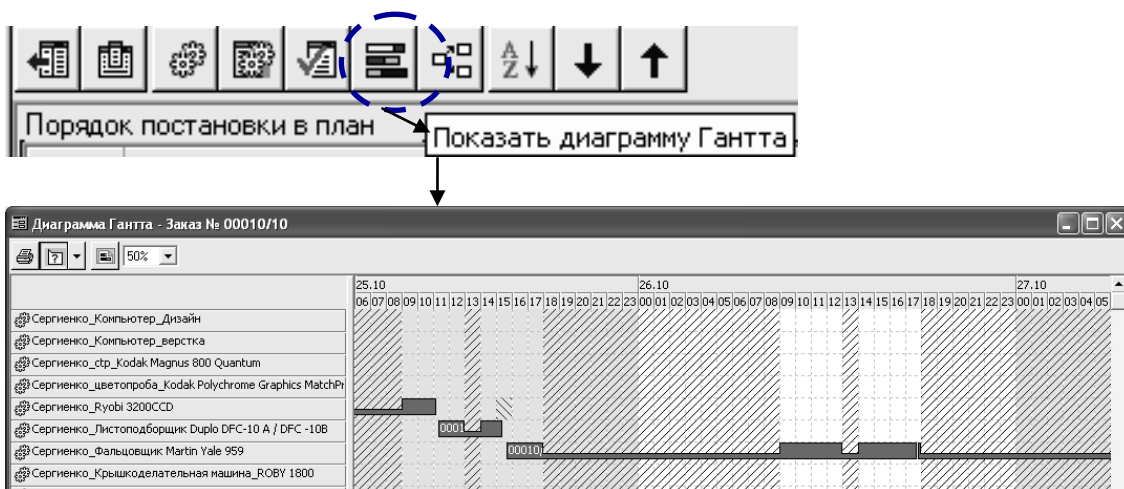 A
Z
Порядок постановки в план
Показать диаграмму Гантта
Диаграмма Гантта - Заказ № 00010/10
50%
25.10 26.10 27.10
06 07 08 09 10 11 12 13 14 15 16 17 18 19 20 21 22 23 00 01 02 03 04 05 06 07 08 09 10 11 12 13 14 15 16 17 18 19 20 21 22 23 00 01 02 03 04 05
Сергиенко_Компьютер_Дизайн
Сергиенко_Компьютер_верстка
Сергиенко_ctp_Kodak Magnus 800 Quantum
Сергиенко_цветопроба_Kodak Polychrome Graphics MatchPr
Сергиенко_Ryobi 3200CCD
Сергиенко_Листоподборщик Duplo DFC-10 A / DFC -10B
0001
Сергиенко_Фальцовщик Martin Yale 959
00010/
Сергиенко_Крышкоделательная машина_ROBY 1800